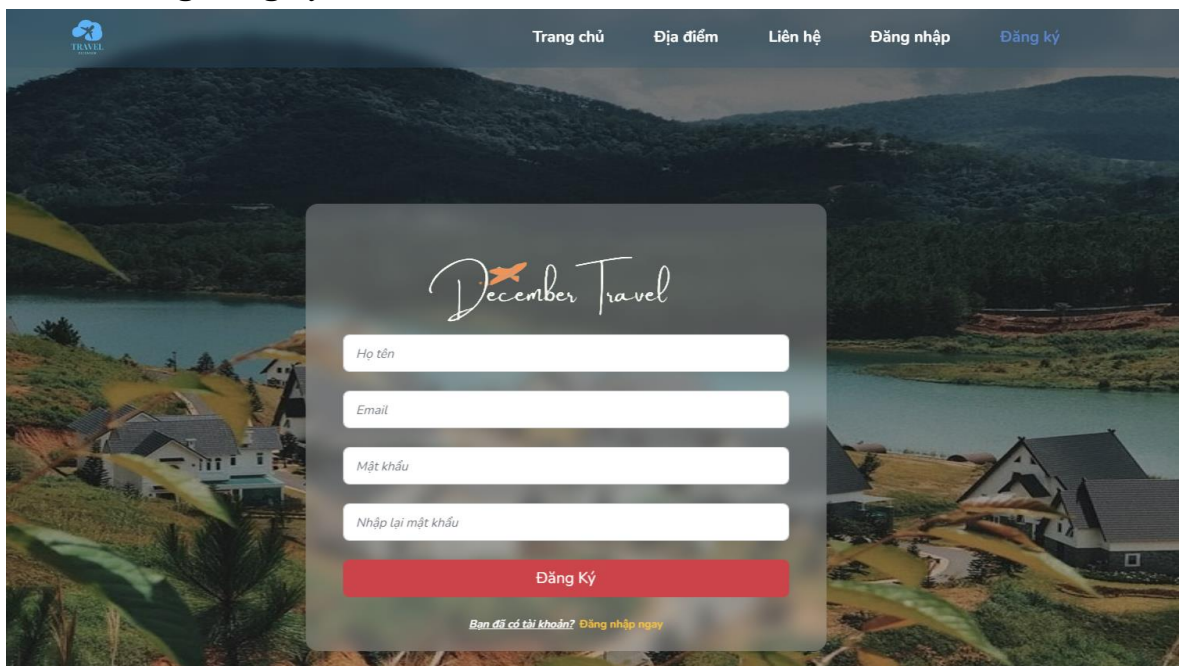 TRAVEL
Trang chủ Địa điểm Liên hệ Đăng nhập Đăng ký
December Travel
Họ tên
Email
Mật khẩu
Nhập lại mật khẩu
Đăng Ký
Bạn đã có tài khoản? Đăng nhập ngay